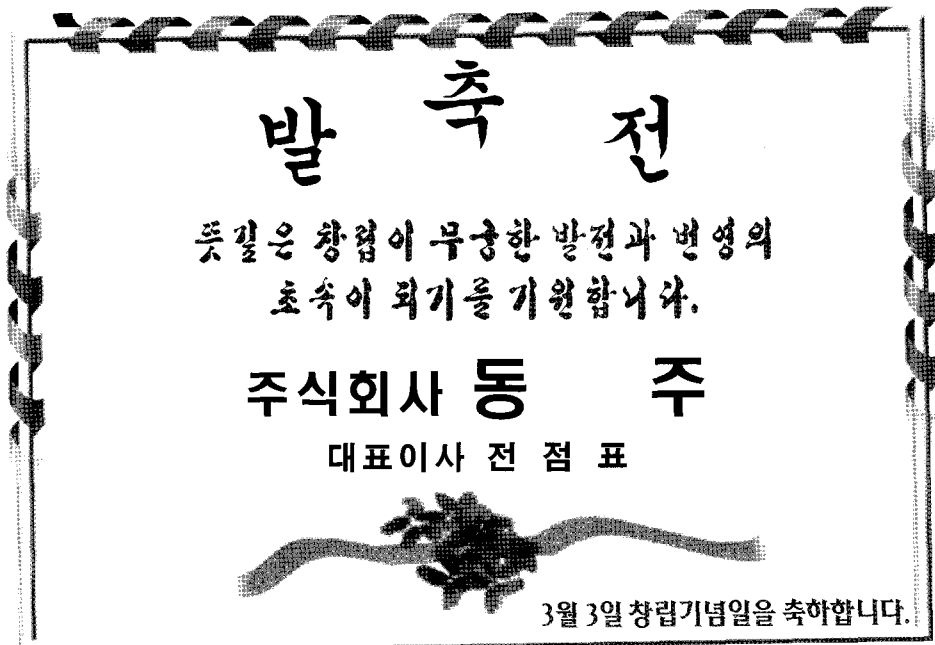 발 축 전
뜻깊은 창립이 무궁한 발전과 번영의
초속이 되기를 기원합니다.
주식회사 동 주
대표이사 전 점 표
3월 3일 창립기념일을 축하합니다.